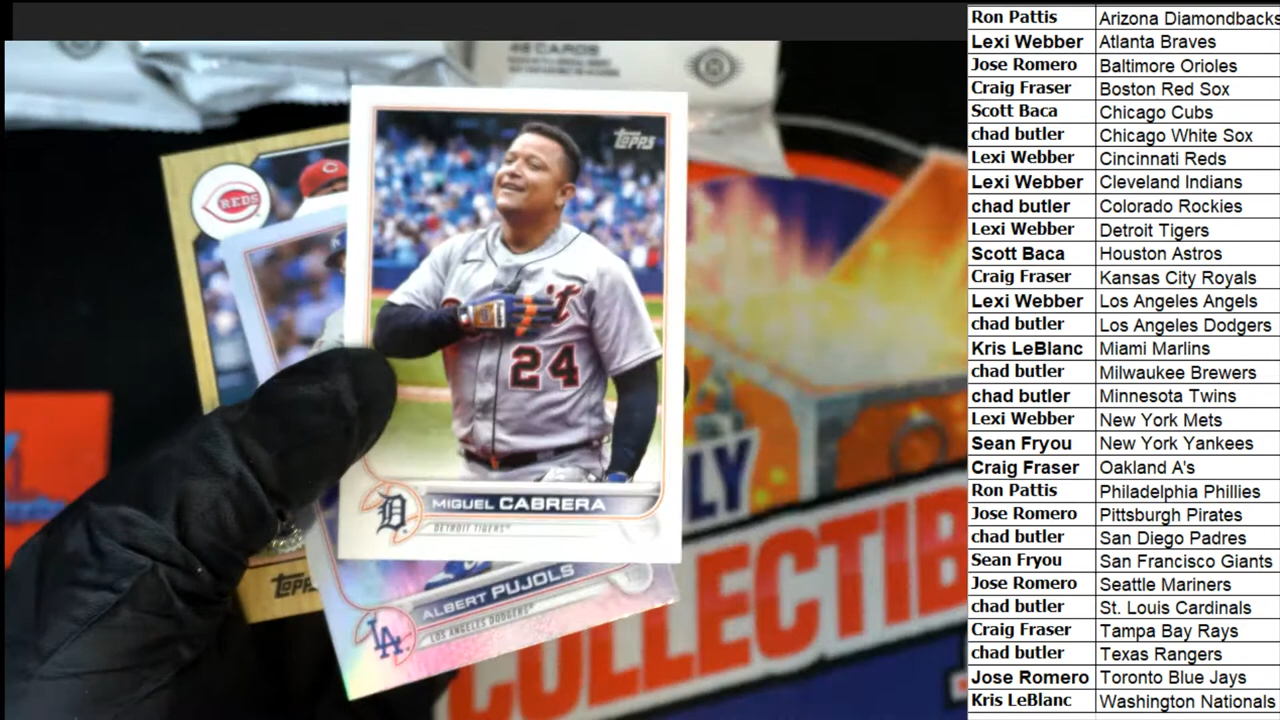 48 CARDS
Topps
REDS
24
MIGUEL CABRERA
DETROIT TIGERS
TOPPS
ALBERT PUJOLS
LOS ANGELES DODGERS
LA
LY
COLLECTIB
Ron Pattis Arizona Diamondbacks
Lexi Webber Atlanta Braves
Jose Romero Baltimore Orioles
Craig Fraser Boston Red Sox
Scott Baca Chicago Cubs
chad butler Chicago White Sox
Lexi Webber Cincinnati Reds
Lexi Webber Cleveland Indians
chad butler Colorado Rockies
Lexi Webber Detroit Tigers
Scott Baca Houston Astros
Craig Fraser Kansas City Royals
Lexi Webber Los Angeles Angels
chad butler Los Angeles Dodgers
Kris LeBlanc Miami Marlins
chad butler Milwaukee Brewers
chad butler Minnesota Twins
Lexi Webber New York Mets
Sean Fryou New York Yankees
Craig Fraser Oakland A's
Ron Pattis Philadelphia Phillies
Jose Romero Pittsburgh Pirates
chad butler San Diego Padres
Sean Fryou San Francisco Giants
Jose Romero Seattle Mariners
chad butler St. Louis Cardinals
Craig Fraser Tampa Bay Rays
chad butler Texas Rangers
Jose Romero Toronto Blue Jays
Kris LeBlanc Washington Nationals